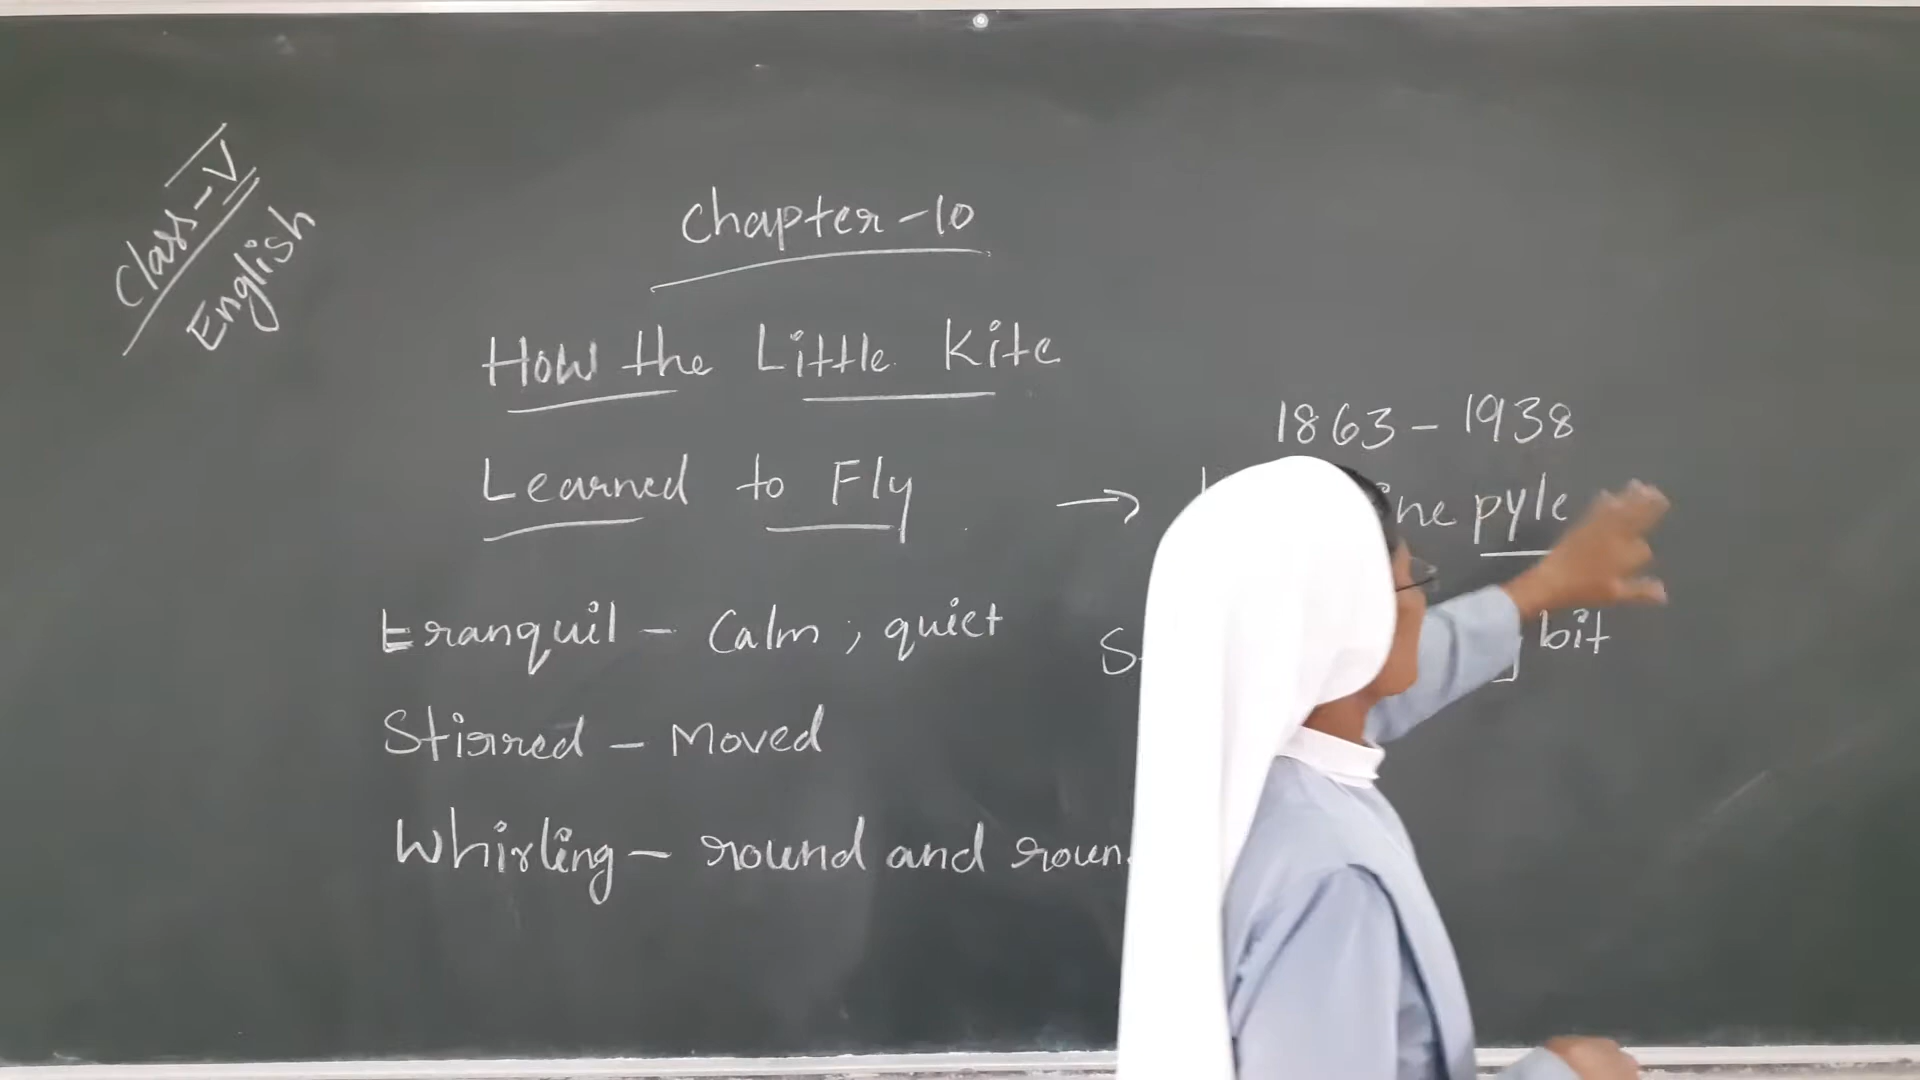 Class-V
English
Chapter-10
How the Little Kite
Learned to Fly →
1863-1938
pyle
tranquil - Calm ; quiet
bit
Stirred - Moved
Whirling - round and